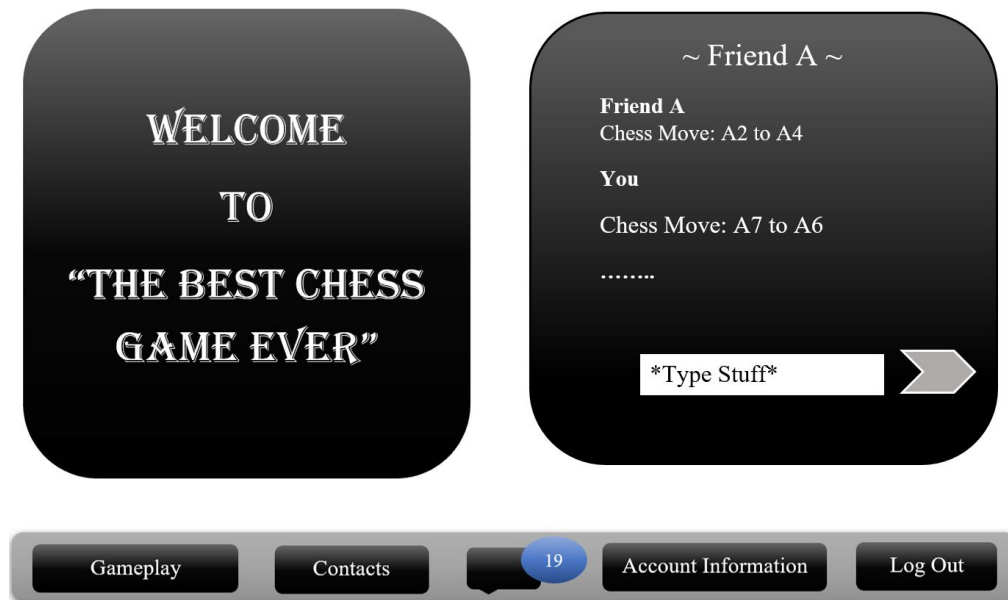 WELCOME
TO
“THE BEST CHESS
GAME EVER”
~ Friend A ~
Friend A
Chess Move: A2 to A4
You
Chess Move: A7 to A6
……..
*Type Stuff*
Gameplay
Contacts
19
Account Information
Log Out